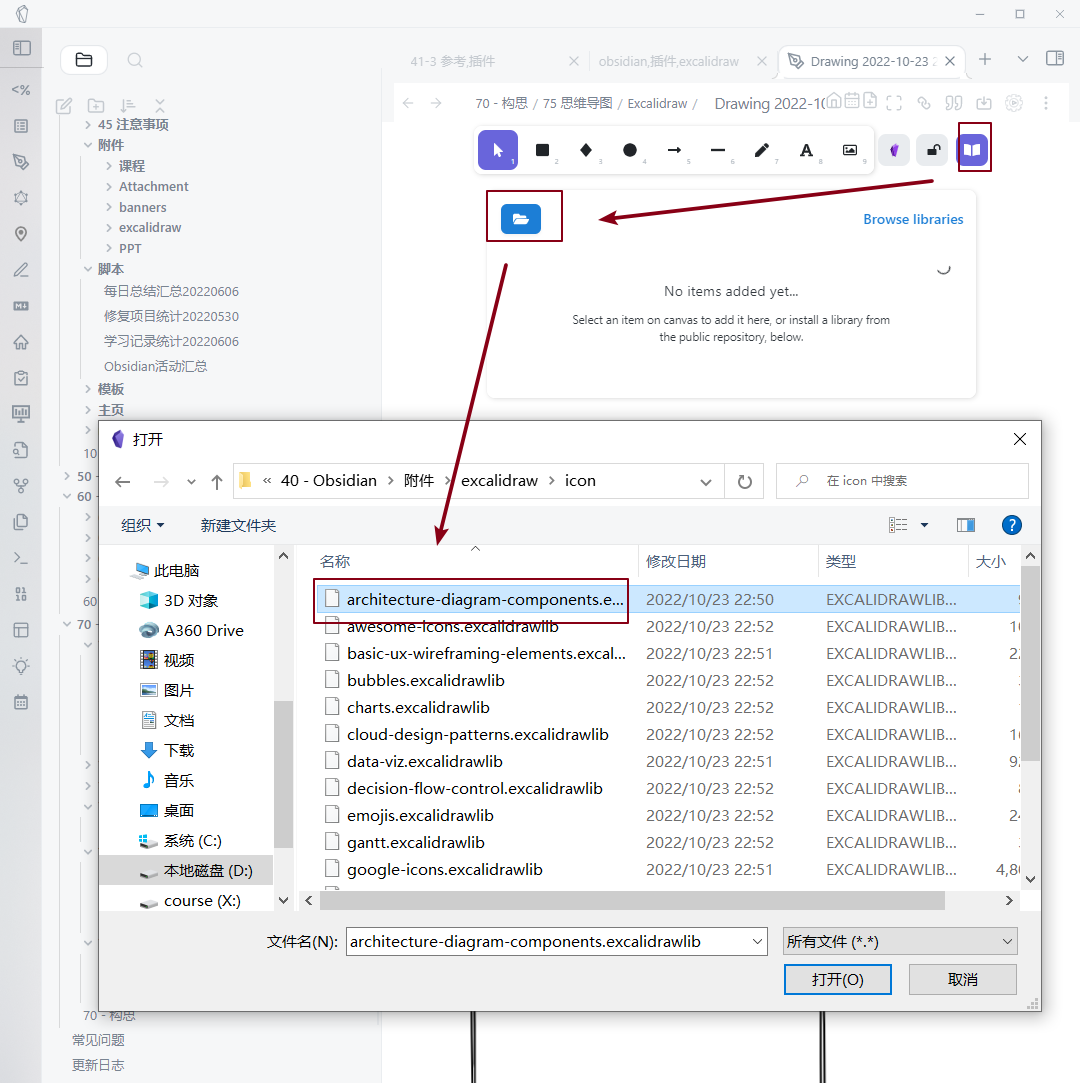 41-3 参考,插件
obsidian,插件,excalidraw
Drawing 2022-10-23
<%
70 - 构思 / 75 思维导图 / Excalidraw /
Drawing 2022-10
45 注意事项
附件
课程
Attachment
banners
excalidraw
PPT
脚本
每日总结汇总20220606
修复项目统计20220530
学习记录统计20220606
Obsidian活动汇总
模板
主页
10
50
60
60
70
1
2
3
4
5
6
7
A
8
9
Browse libraries
No items added yet...
Select an item on canvas to add it here, or install a library from
the public repository, below.
打开
« 40 - Obsidian > 附件 > excalidraw > icon
在 icon 中搜索
组织
新建文件夹
此电脑
3D 对象
A360 Drive
视频
图片
文档
下载
音乐
桌面
系统 (C:)
本地磁盘 (D:)
course (X:)
名称 修改日期 类型 大小
architecture-diagram-components.e... 2022/10/23 22:50 EXCALIDRAWLIB...
awesome-icons.excalidrawlib 2022/10/23 22:52 EXCALIDRAWLIB...
basic-ux-wireframing-elements.excal... 2022/10/23 22:51 EXCALIDRAWLIB...
bubbles.excalidrawlib 2022/10/23 22:52 EXCALIDRAWLIB...
charts.excalidrawlib 2022/10/23 22:52 EXCALIDRAWLIB...
cloud-design-patterns.excalidrawlib 2022/10/23 22:52 EXCALIDRAWLIB...
data-viz.excalidrawlib 2022/10/23 22:51 EXCALIDRAWLIB...
decision-flow-control.excalidrawlib 2022/10/23 22:52 EXCALIDRAWLIB...
emojis.excalidrawlib 2022/10/23 22:52 EXCALIDRAWLIB...
gantt.excalidrawlib 2022/10/23 22:52 EXCALIDRAWLIB...
google-icons.excalidrawlib 2022/10/23 22:51 EXCALIDRAWLIB... 4,8
文件名(N): architecture-diagram-components.excalidrawlib
所有文件 (*.*)
打开(O)
取消
70 - 构思
常见问题
更新日志